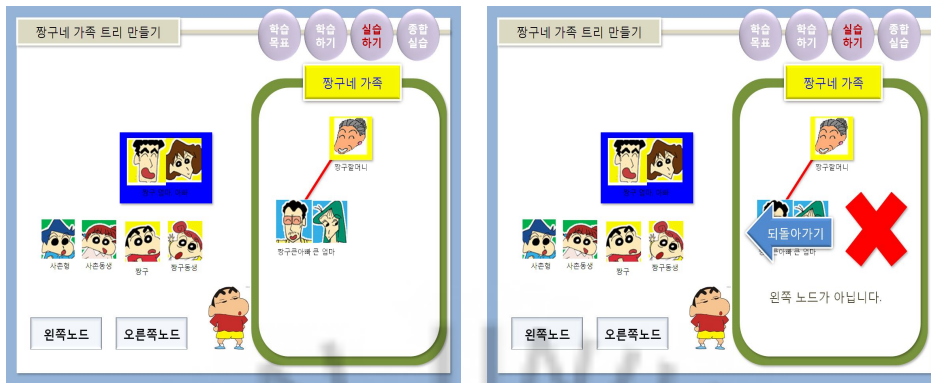 짱구네 가족 트리 만들기
학습
목표
학습
하기
실습
하기
종합
실습
짱구네 가족
짱구할머니
짱구큰아빠 큰 엄마
사촌형
사촌동생
짱구
짱구동생
왼쪽노드
오른쪽노드
짱구네 가족 트리 만들기
학습
목표
학습
하기
실습
하기
종합
실습
짱구네 가족
짱구할머니
되돌아가기
큰아빠 큰 엄마
사촌형
사촌동생
짱구
짱구동생
왼쪽 노드가 아닙니다.
왼쪽노드
오른쪽노드